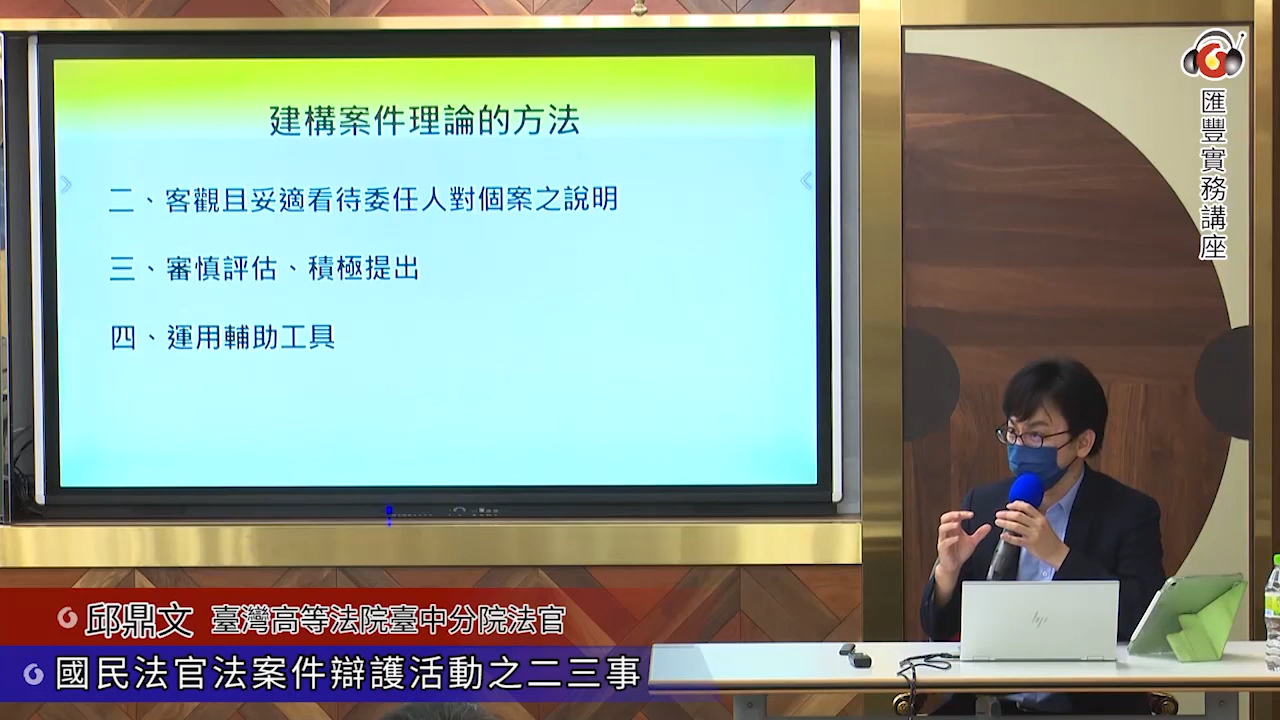 建構案件理論的方法
二、客觀且妥適看待委任人對個案之說明
三、審慎評估、積極提出
四、運用輔助工具
匯豐實務講座
hp
邱鼎文 臺灣高等法院臺中分院法官
國民法官法案件辯護活動之二三事